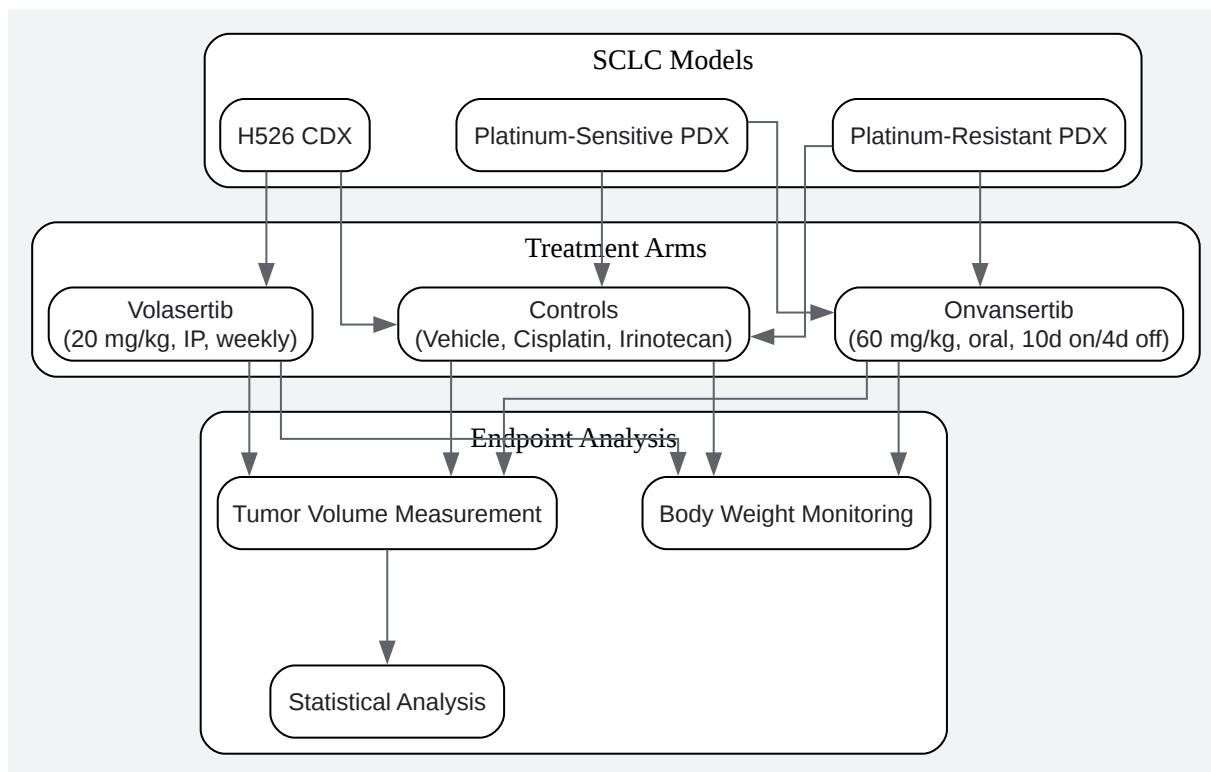 SCLC Models
H526 CDX
Platinum-Sensitive PDX
Platinum-Resistant PDX
Treatment Arms
Volasertib
(20 mg/kg, IP, weekly)
Controls
(Vehicle, Cisplatin, Irinotecan)
Onvansertib
(60 mg/kg, oral, 10d on/4d off)
Endpoint Analysis
Tumor Volume Measurement
Body Weight Monitoring
Statistical Analysis